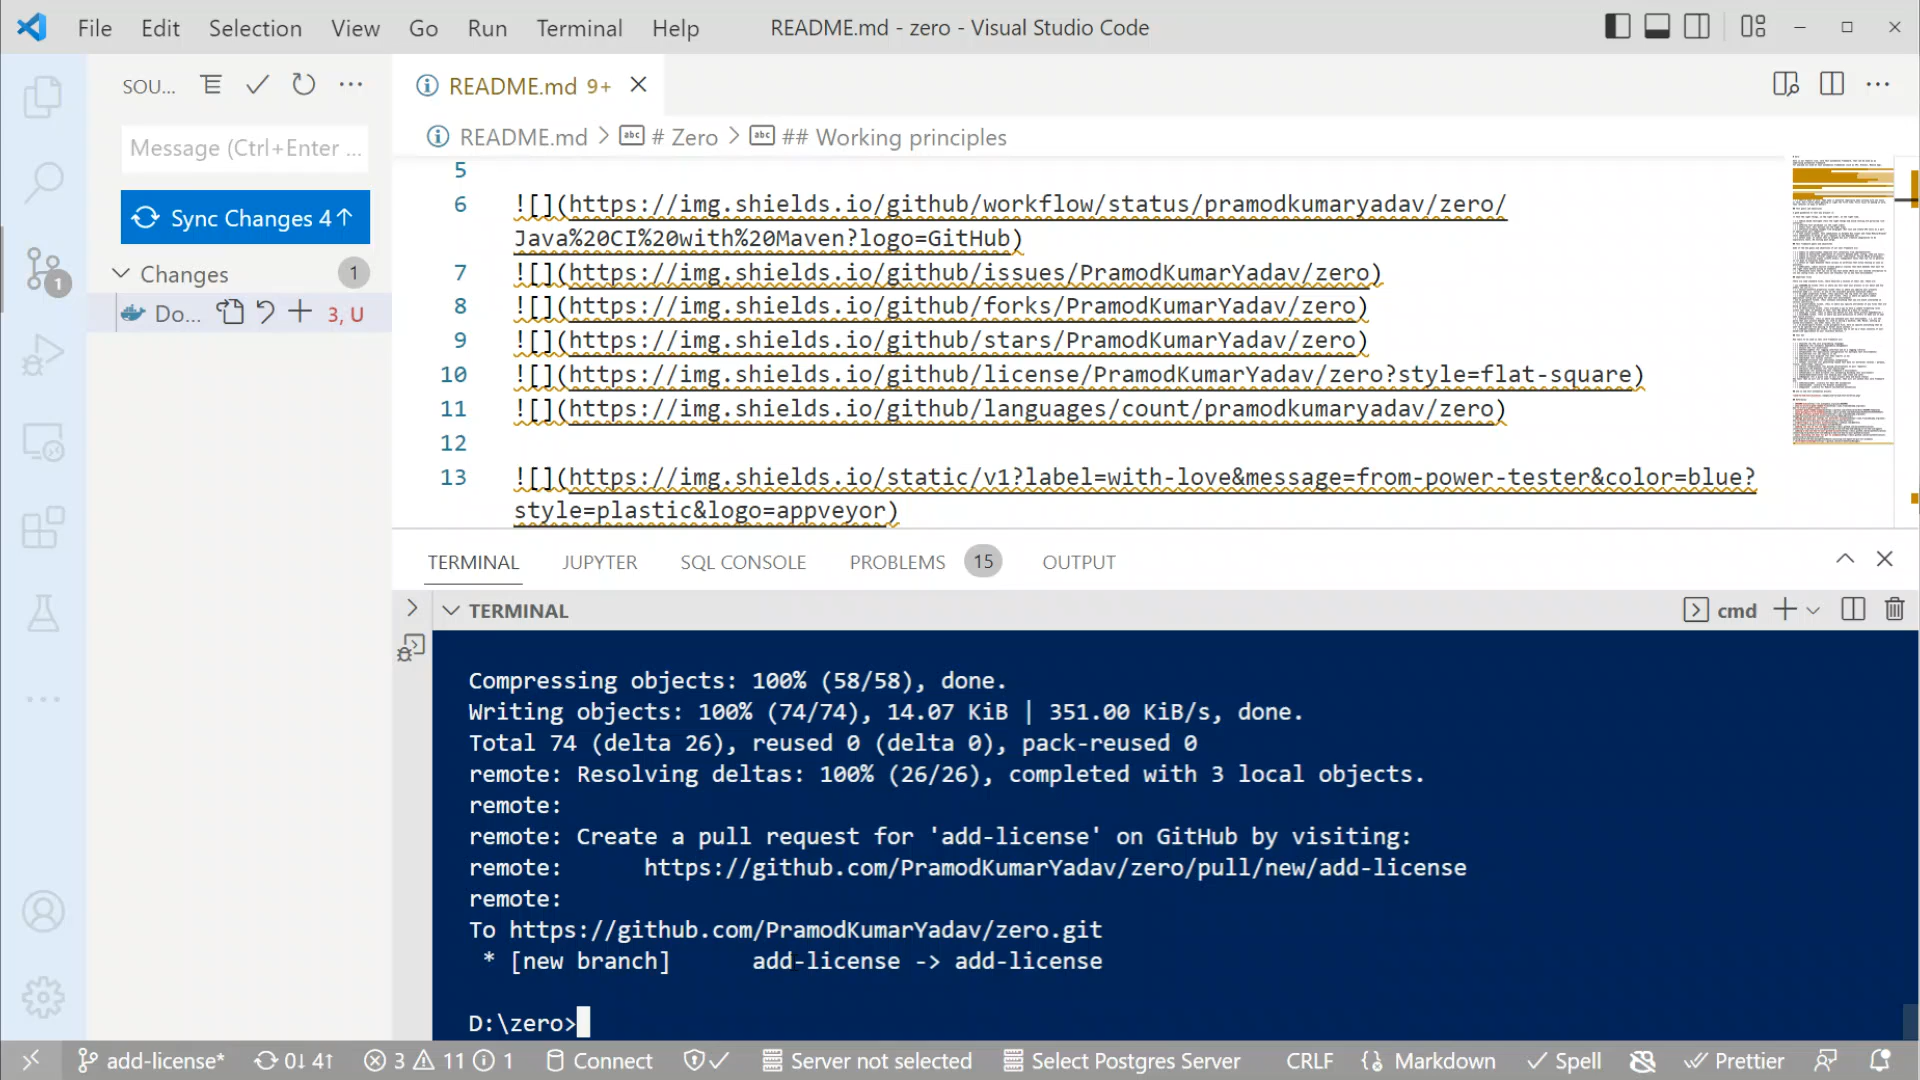 File Edit Selection View Go Run Terminal Help README.md - zero - Visual Studio Code
SOU...
README.md 9+
Message (Ctrl+Enter ...
README.md > # Zero > ## Working principles
Sync Changes 4↑
Changes 1
Do... 3, U
1
5
6 ![](https://img.shields.io/github/workflow/status/pramodkumaryadav/zero/
Java%20CI%20with%20Maven?logo=GitHub)
7 ![](https://img.shields.io/github/issues/PramodKumarYadav/zero)
8 ![](https://img.shields.io/github/forks/PramodKumarYadav/zero)
9 ![](https://img.shields.io/github/stars/PramodKumarYadav/zero)
10 ![](https://img.shields.io/github/license/PramodKumarYadav/zero?style=flat-square)
11 ![](https://img.shields.io/github/languages/count/pramodkumaryadav/zero)
12
13 ![](https://img.shields.io/static/v1?label=with-love&message=from-power-tester&color=blue?
style=plastic&logo=appveyor)
TERMINAL JUPYTER SQL CONSOLE PROBLEMS 15 OUTPUT
TERMINAL cmd
Compressing objects: 100% (58/58), done.
Writing objects: 100% (74/74), 14.07 KiB | 351.00 KiB/s, done.
Total 74 (delta 26), reused 0 (delta 0), pack-reused 0
remote: Resolving deltas: 100% (26/26), completed with 3 local objects.
remote:
remote: Create a pull request for 'add-license' on GitHub by visiting:
remote:      https://github.com/PramodKumarYadav/zero/pull/new/add-license
remote:
To https://github.com/PramodKumarYadav/zero.git
 * [new branch]      add-license -> add-license
D:\zero>
add-license* 0↓ 4↑ 3 11 1 Connect Server not selected Select Postgres Server CRLF Markdown Spell Prettier